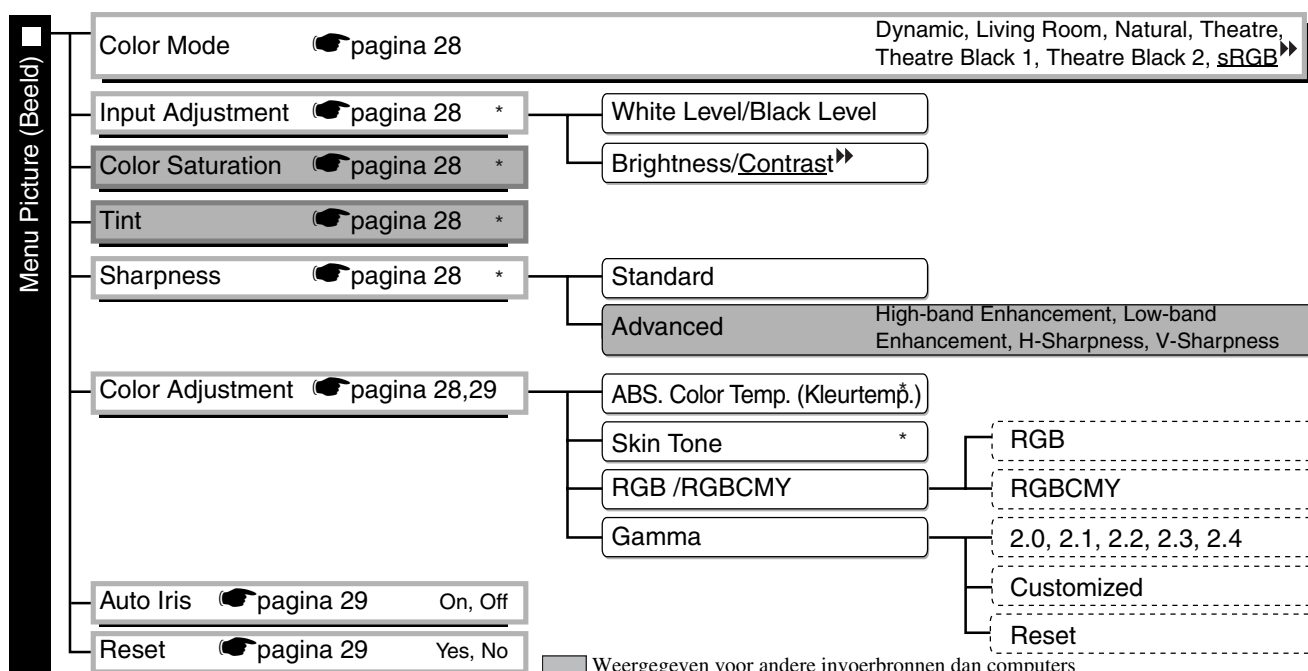 Menu Picture (Beeld)
Color Mode ☛pagina 28 Dynamic, Living Room, Natural, Theatre,
Theatre Black 1, Theatre Black 2, sRGB
Input Adjustment ☛pagina 28 *
White Level/Black Level
Brightness/Contrast
Color Saturation ☛pagina 28 *
Tint ☛pagina 28 *
Sharpness ☛pagina 28 *
Standard
Advanced High-band Enhancement, Low-band
Enhancement, H-Sharpness, V-Sharpness
Color Adjustment ☛pagina 28,29
ABS. Color Temp. (Kleurtemp.) *
Skin Tone *
RGB /RGBCMY
RGB
RGBCMY
Gamma
2.0, 2.1, 2.2, 2.3, 2.4
Customized
Reset
Auto Iris ☛pagina 29 On, Off
Reset ☛pagina 29 Yes, No
Weergegeven voor andere invoerbronnen dan computers